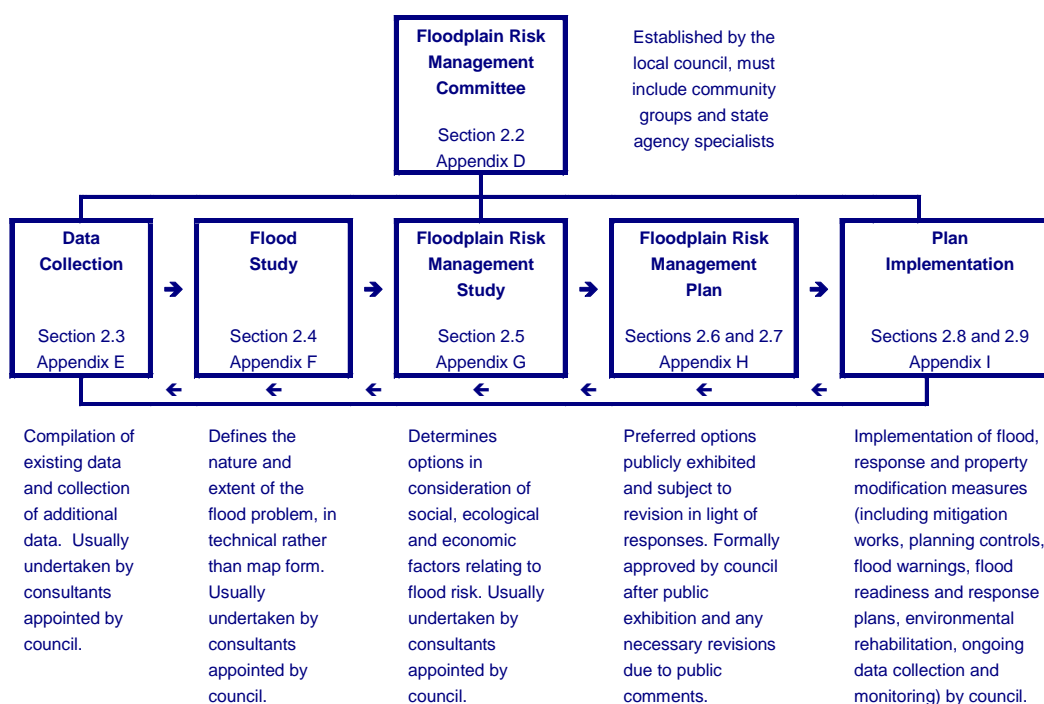 Floodplain Risk
Management
Committee
Section 2.2
Appendix D
Established by the
local council, must
include community
groups and state
agency specialists
Data
Collection
Section 2.3
Appendix E
Flood
Study
Section 2.4
Appendix F
Floodplain Risk
Management
Study
Section 2.5
Appendix G
Floodplain Risk
Management
Plan
Sections 2.6 and 2.7
Appendix H
Plan
Implementation
Sections 2.8 and 2.9
Appendix I
Compilation of
existing data
and collection
of additional
data. Usually
undertaken by
consultants
appointed by
council.
Defines the
nature and
extent of the
flood problem, in
technical rather
than map form.
Usually
undertaken by
consultants
appointed by
council.
Determines
options in
consideration of
social, ecological
and economic
factors relating to
flood risk. Usually
undertaken by
consultants
appointed by
council.
Preferred options
publicly exhibited
and subject to
revision in light of
responses. Formally
approved by council
after public
exhibition and any
necessary revisions
due to public
comments.
Implementation of flood,
response and property
modification measures
(including mitigation
works, planning controls,
flood warnings, flood
readiness and response
plans, environmental
rehabilitation, ongoing
data collection and
monitoring) by council.